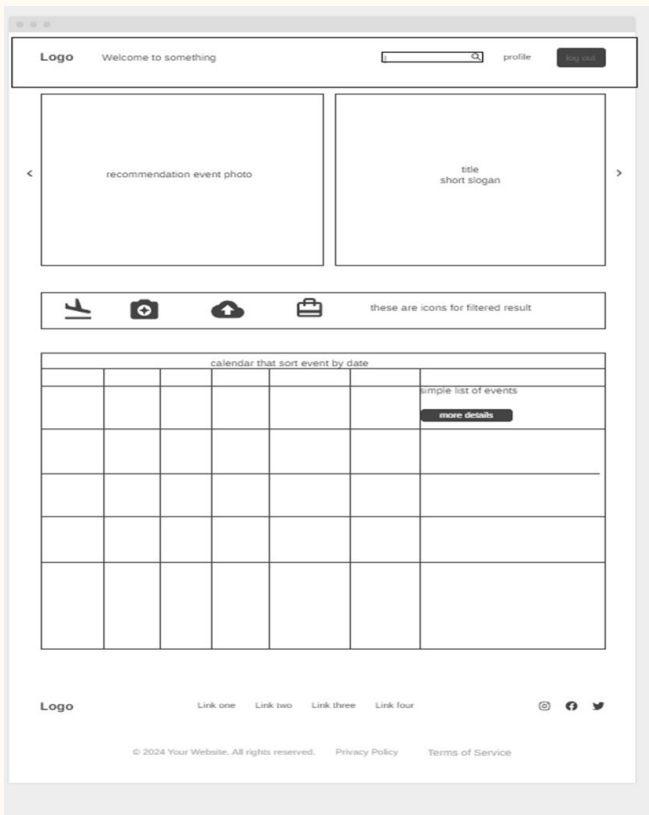 Logo
Welcome to something
profile
log out
recommendation event photo
title
short slogan
these are icons for filtered result
calendar that sort event by date
simple list of events
more details
Logo
Link one
Link two
Link three
Link four
© 2024 Your Website. All rights reserved.
Privacy Policy
Terms of Service